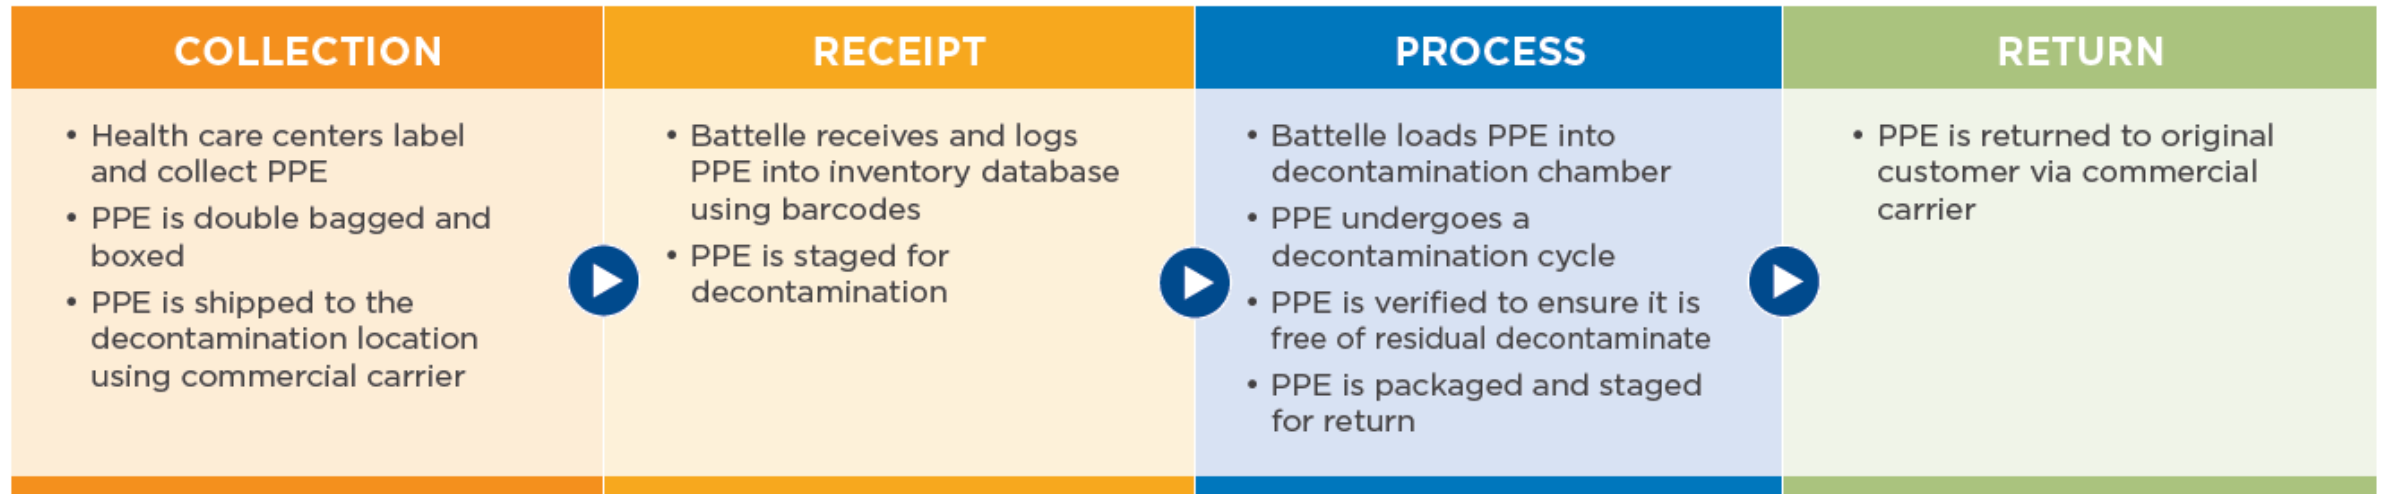 COLLECTION
• Health care centers label
and collect PPE
• PPE is double bagged and
boxed
• PPE is shipped to the
decontamination location
using commercial carrier
RECEIPT
• Battelle receives and logs
PPE into inventory database
using barcodes
• PPE is staged for
decontamination
PROCESS
• Battelle loads PPE into
decontamination chamber
• PPE undergoes a
decontamination cycle
• PPE is verified to ensure it is
free of residual decontaminate
• PPE is packaged and staged
for return
RETURN
• PPE is returned to original
customer via commercial
carrier